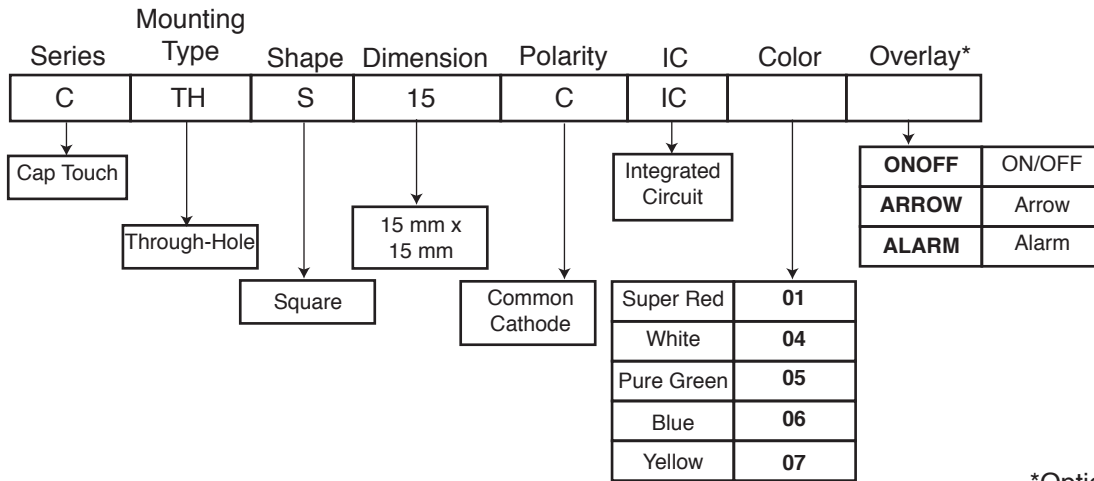 Mounting
Series Type Shape Dimension Polarity IC Color Overlay*
C TH S 15 C IC
Cap Touch
Through-Hole
Square
15 mm x
15 mm
Common
Cathode
Integrated
Circuit
Super Red 01
White 04
Pure Green 05
Blue 06
Yellow 07
ONOFF ON/OFF
ARROW Arrow
ALARM Alarm